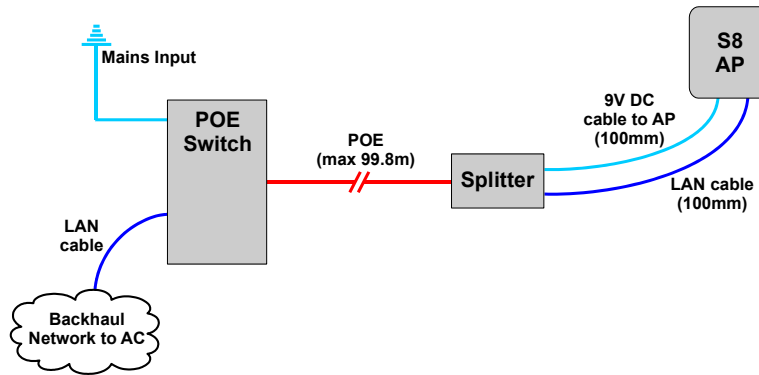 Mains Input
POE
Switch
LAN
cable
Backhaul
Network to AC
POE
(max 99.8m)
Splitter
9V DC
cable to AP
(100mm)
LAN cable
(100mm)
S8
AP